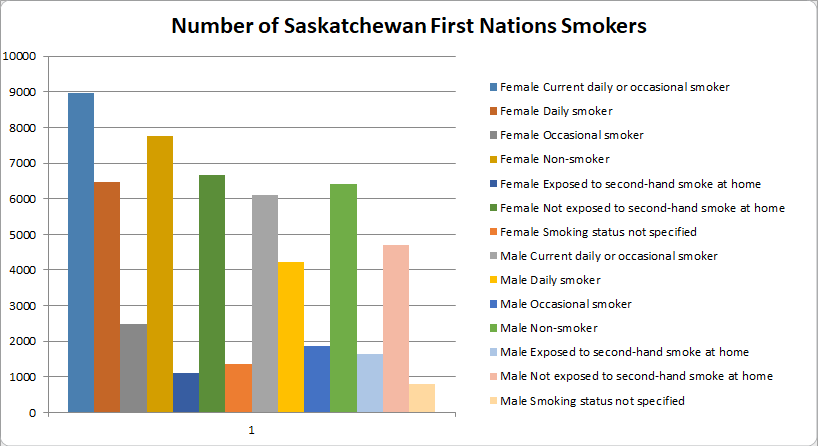 Number of Saskatchewan First Nations Smokers
10000
9000
8000
7000
6000
5000
4000
3000
2000
1000
0
1
Female Current daily or occasional smoker
Female Daily smoker
Female Occasional smoker
Female Non-smoker
Female Exposed to second-hand smoke at home
Female Not exposed to second-hand smoke at home
Female Smoking status not specified
Male Current daily or occasional smoker
Male Daily smoker
Male Occasional smoker
Male Non-smoker
Male Exposed to second-hand smoke at home
Male Not exposed to second-hand smoke at home
Male Smoking status not specified